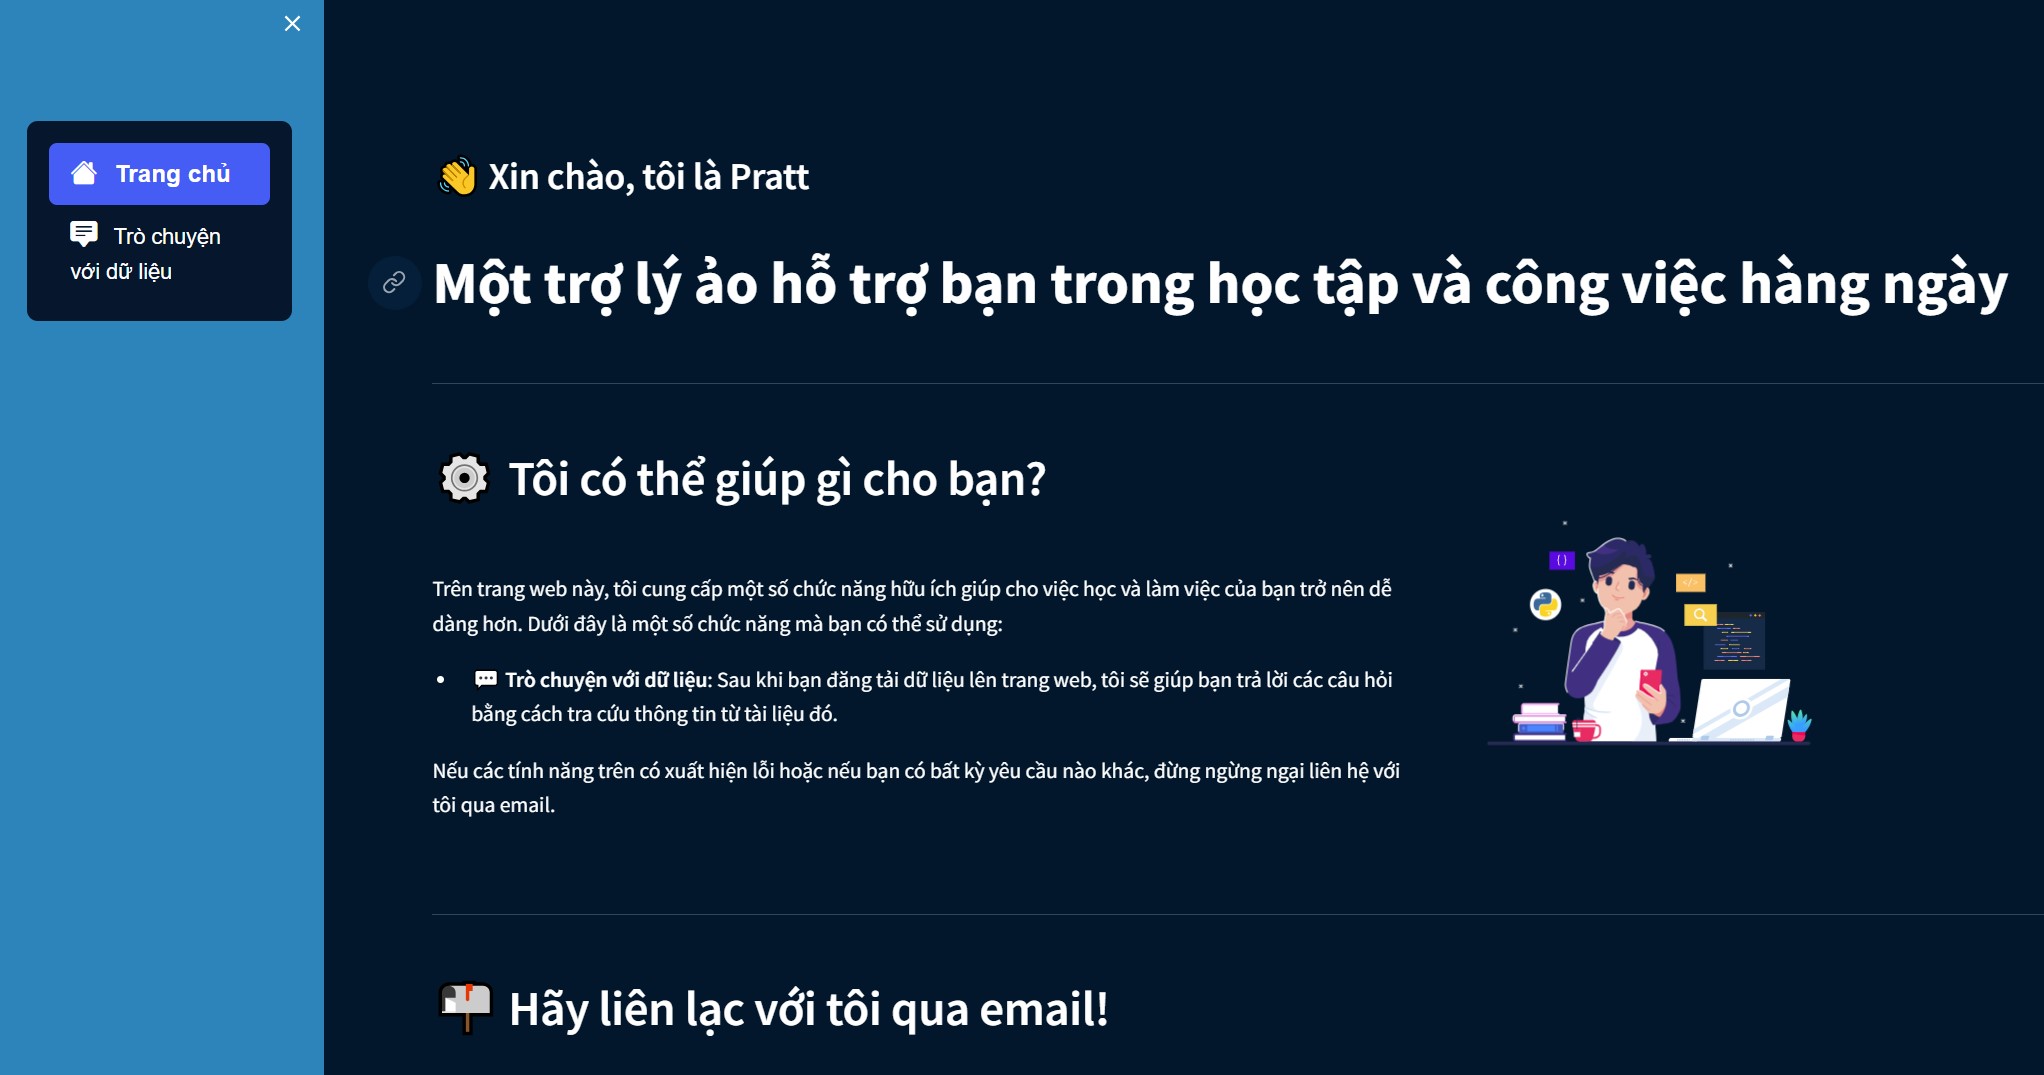 Trang chủ
Trò chuyện
với dữ liệu
👋 Xin chào, tôi là Pratt
Một trợ lý ảo hỗ trợ bạn trong học tập và công việc hàng ngày
Tôi có thể giúp gì cho bạn?
Trên trang web này, tôi cung cấp một số chức năng hữu ích giúp cho việc học và làm việc của bạn trở nên dễ
dàng hơn. Dưới đây là một số chức năng mà bạn có thể sử dụng:
• 💬 Trò chuyện với dữ liệu: Sau khi bạn đăng tải dữ liệu lên trang web, tôi sẽ giúp bạn trả lời các câu hỏi
bằng cách tra cứu thông tin từ tài liệu đó.
Nếu các tính năng trên có xuất hiện lỗi hoặc nếu bạn có bất kỳ yêu cầu nào khác, đừng ngừng ngại liên hệ với
tôi qua email.
Hãy liên lạc với tôi qua email!